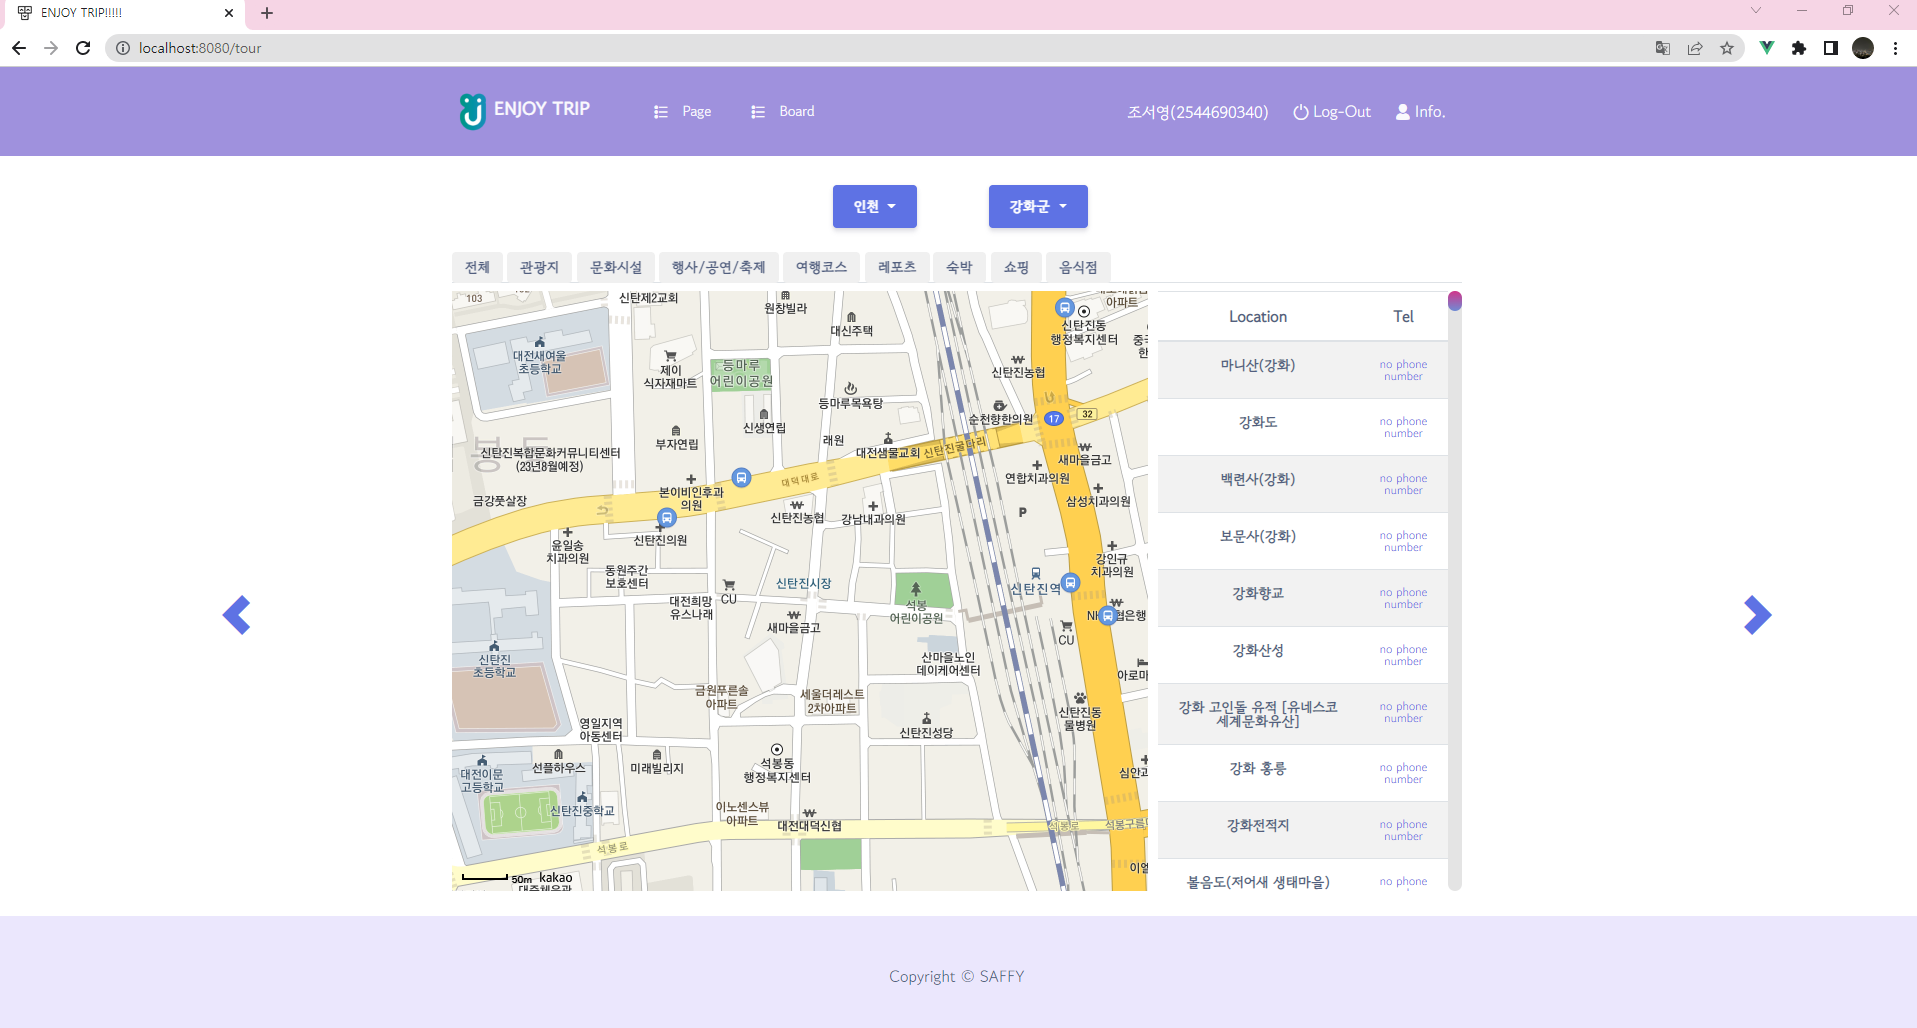 ENJOY TRIP!!!!!
localhost:8080/tour
ENJOY TRIP
Page
Board
조서영(2544690340)
Log-Out
Info.
인천
강화군
전체
관광지
문화시설
행사/공연/축제
여행코스
레포츠
숙박
쇼핑
음식점
103
신탄제2교회
원창빌라
대신주택
아파트
신탄진동
행정복지센터
대전새여울
초등학교
제이
식자재마트
등마루
어린이공원
신탄진농협
등마루목욕탕
순천향한의원
17
32
신생연립
부자연립
래원
대전샘물교회
신탄진굴다리
새마을금고
신탄진복합문화커뮤니티센터
(23년8월예정)
연합치과의원
대덕대로
금강풋살장
본이비인후과
의원
삼성치과의원
신탄진농협
강남내과의원
P
윤일송
치과의원
신탄진의원
강인규
치과의원
동원주간
보호센터
신탄진시장
신탄진역
CU
대전희망
유스나래
석봉
어린이공원
새마을금고
CU
신탄진
초등학교
산마을노인
데이케어센터
금원푸른솔
아파트
세울더레스트
2차아파트
신탄진동
물병원
영일지역
아동센터
신탄진성당
선플하우스
미래빌리지
석봉동
행정복지센터
대전이문
고등학교
신탄진중학교
이노센스뷰
아파트
대전대덕신협
석봉로
석봉로
50m kakao
Location
Tel
마니산(강화)
no phone
number
강화도
no phone
number
백련사(강화)
no phone
number
보문사(강화)
no phone
number
강화향교
no phone
number
강화산성
no phone
number
강화 고인돌 유적 [유네스코
세계문화유산]
no phone
number
강화 홍릉
no phone
number
강화전적지
no phone
number
볼음도(저어새 생태마을)
no phone
Copyright © SAFFY